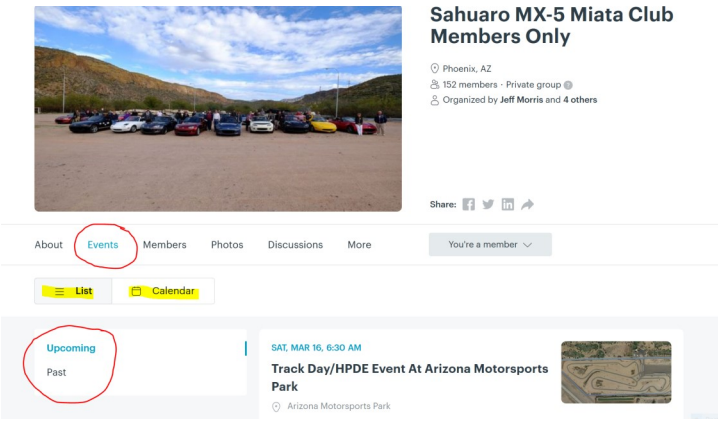 Sahuaro MX-5 Miata Club
Members Only
Phoenix, AZ
152 members · Private group
Organized by Jeff Morris and 4 others
Share:
About Events Members Photos Discussions More You're a member
List Calendar
Upcoming
Past
SAT, MAR 16, 6:30 AM
Track Day/HPDE Event At Arizona Motorsports
Park
Arizona Motorsports Park